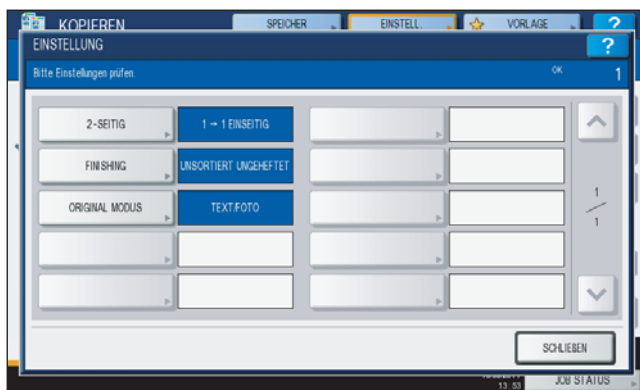 KOPIEREN SPEICHER EINSTELL. VORLAGE ?
EINSTELLUNG ?
Bitte Einstellungen prüfen. OK 1
2-SEITIG 1 → 1 EINSEITIG
FINISHING UNSORTIERT UNGEHEFTET
ORIGINAL MODUS TEXT/FOTO
1
1
SCHLIEßEN
13 53 JOB STATUS